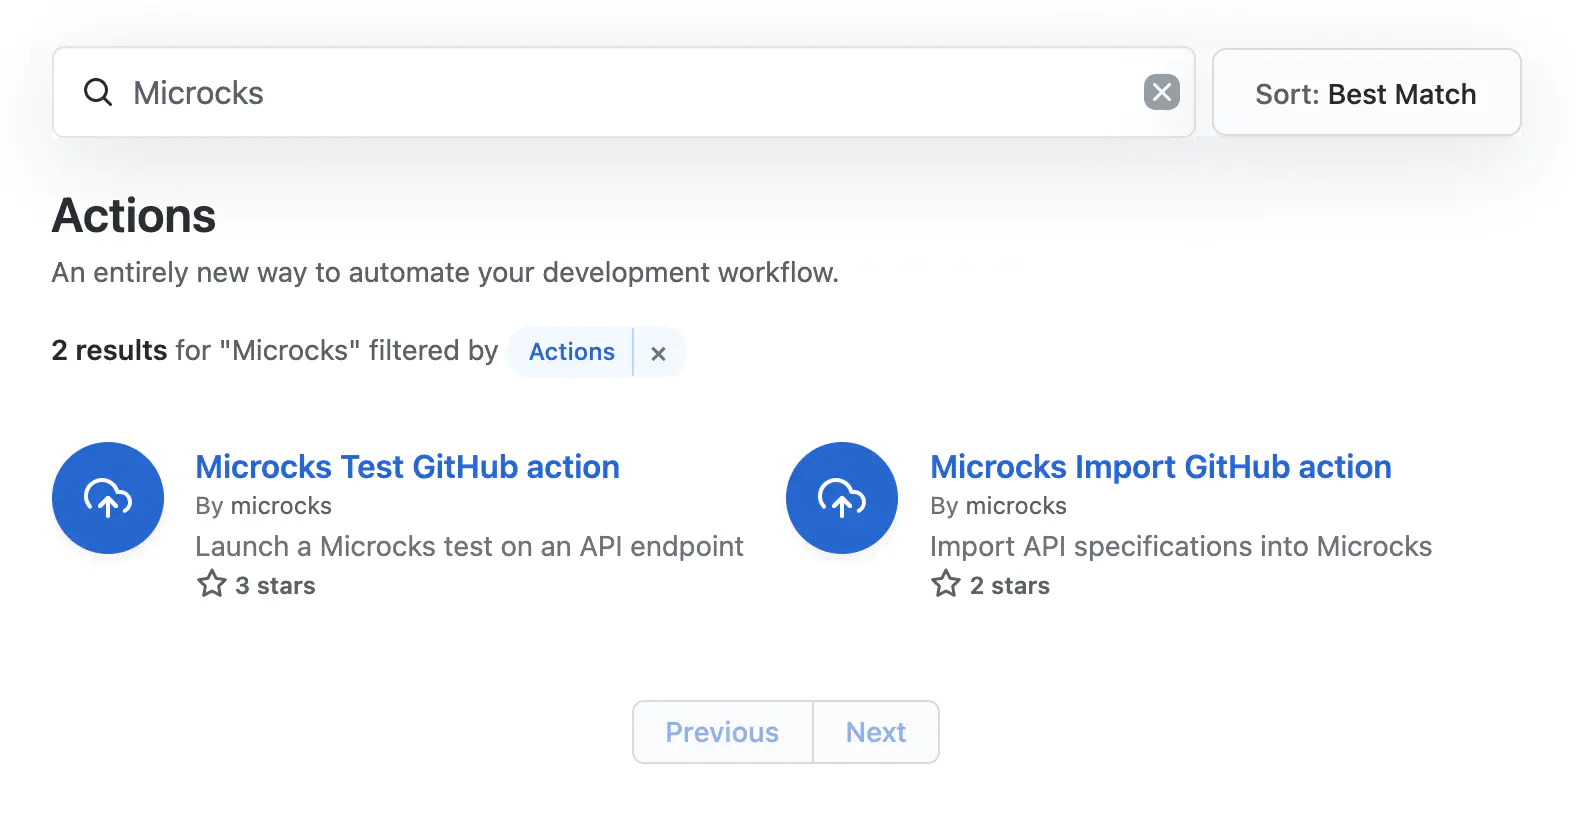 Microcks
Sort: Best Match
Actions
An entirely new way to automate your development workflow.
2 results for "Microcks" filtered by Actions ×
Microcks Test GitHub action
By microcks
Launch a Microcks test on an API endpoint
3 stars
Microcks Import GitHub action
By microcks
Import API specifications into Microcks
2 stars
Previous Next